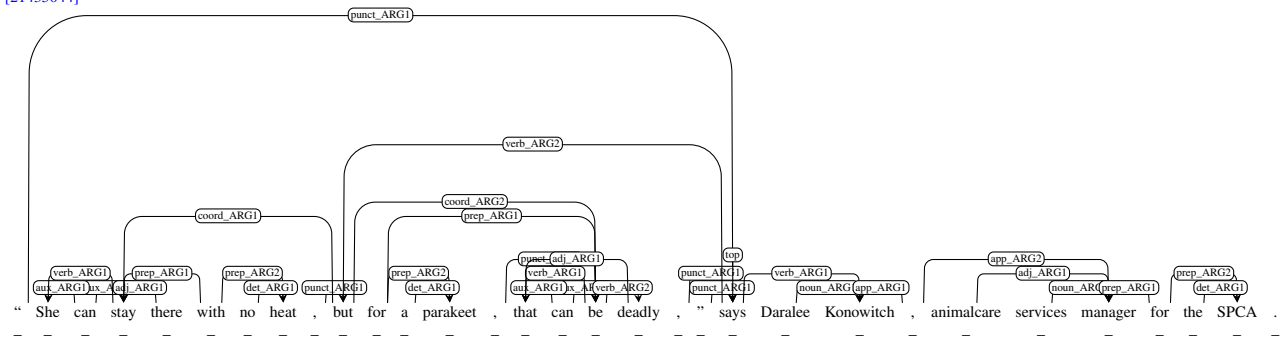 punct_ARG1
verb_ARG2
coord_ARG2
coord_ARG1 prep_ARG1
top
punct adj_ARG1 app_ARG2
verb_ARG1 prep_ARG1 prep_ARG2 prep_ARG2 verb_ARG1 punct_ARG1 verb_ARG1 adj_ARG1 prep_ARG2
aux_ARG1 adj_ARG1 det_ARG1 punct_ARG1 det_ARG1 aux_ARG1 verb_ARG2 punct_ARG1 noun_ARG1 app_ARG1 noun_ARG prep_ARG1 det_ARG1
“ She can stay there with no heat , but for a parakeet , that can be deadly , ” says Daralee Konowitch , animalcare services manager for the SPCA .
_ _ _ _ _ _ _ _ _ _ _ _ _ _ _ _ _ _ _ _ _ _ _ _ _ _ _ _ _ _ _ _